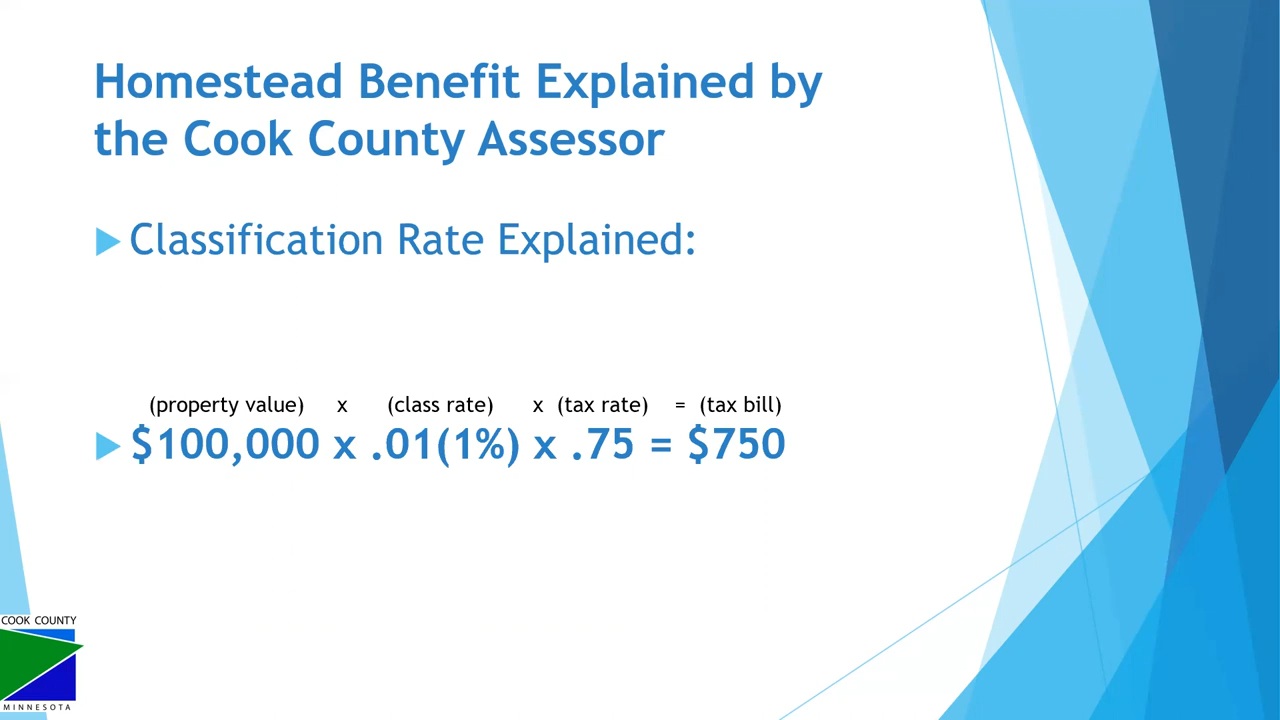 Homestead Benefit Explained by
the Cook County Assessor
Classification Rate Explained:
(property value) x (class rate) x (tax rate) = (tax bill)
$100,000 x .01(1%) x .75 = $750
COOK COUNTY
MINNESOTA